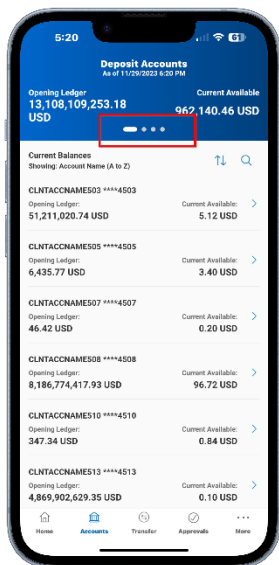 5:20
61
Deposit Accounts
As of 11/29/2023 6:20 PM
Opening Ledger
Current Available
13,108,109,253.18 USD
962,140.46 USD
Current Balances
Showing: Account Name (A to Z)
CLNTACCNAME503 ****4503
Opening Ledger:
Current Available:
51,211,020.74 USD
5.12 USD
CLNTACCNAME505 ****4505
Opening Ledger:
Current Available:
6,435.77 USD
3.40 USD
CLNTACCNAME507 ****4507
Opening Ledger:
Current Available:
46.42 USD
0.20 USD
CLNTACCNAME508 ****4508
Opening Ledger:
Current Available:
8,186,774,417.93 USD
96.72 USD
CLNTACCNAME510 ****4510
Opening Ledger:
Current Available:
347.34 USD
0.84 USD
CLNTACCNAME513 ****4513
Opening Ledger:
Current Available:
4,869,902,629.35 USD
0.10 USD
Home
Accounts
Transfer
Approvals
More